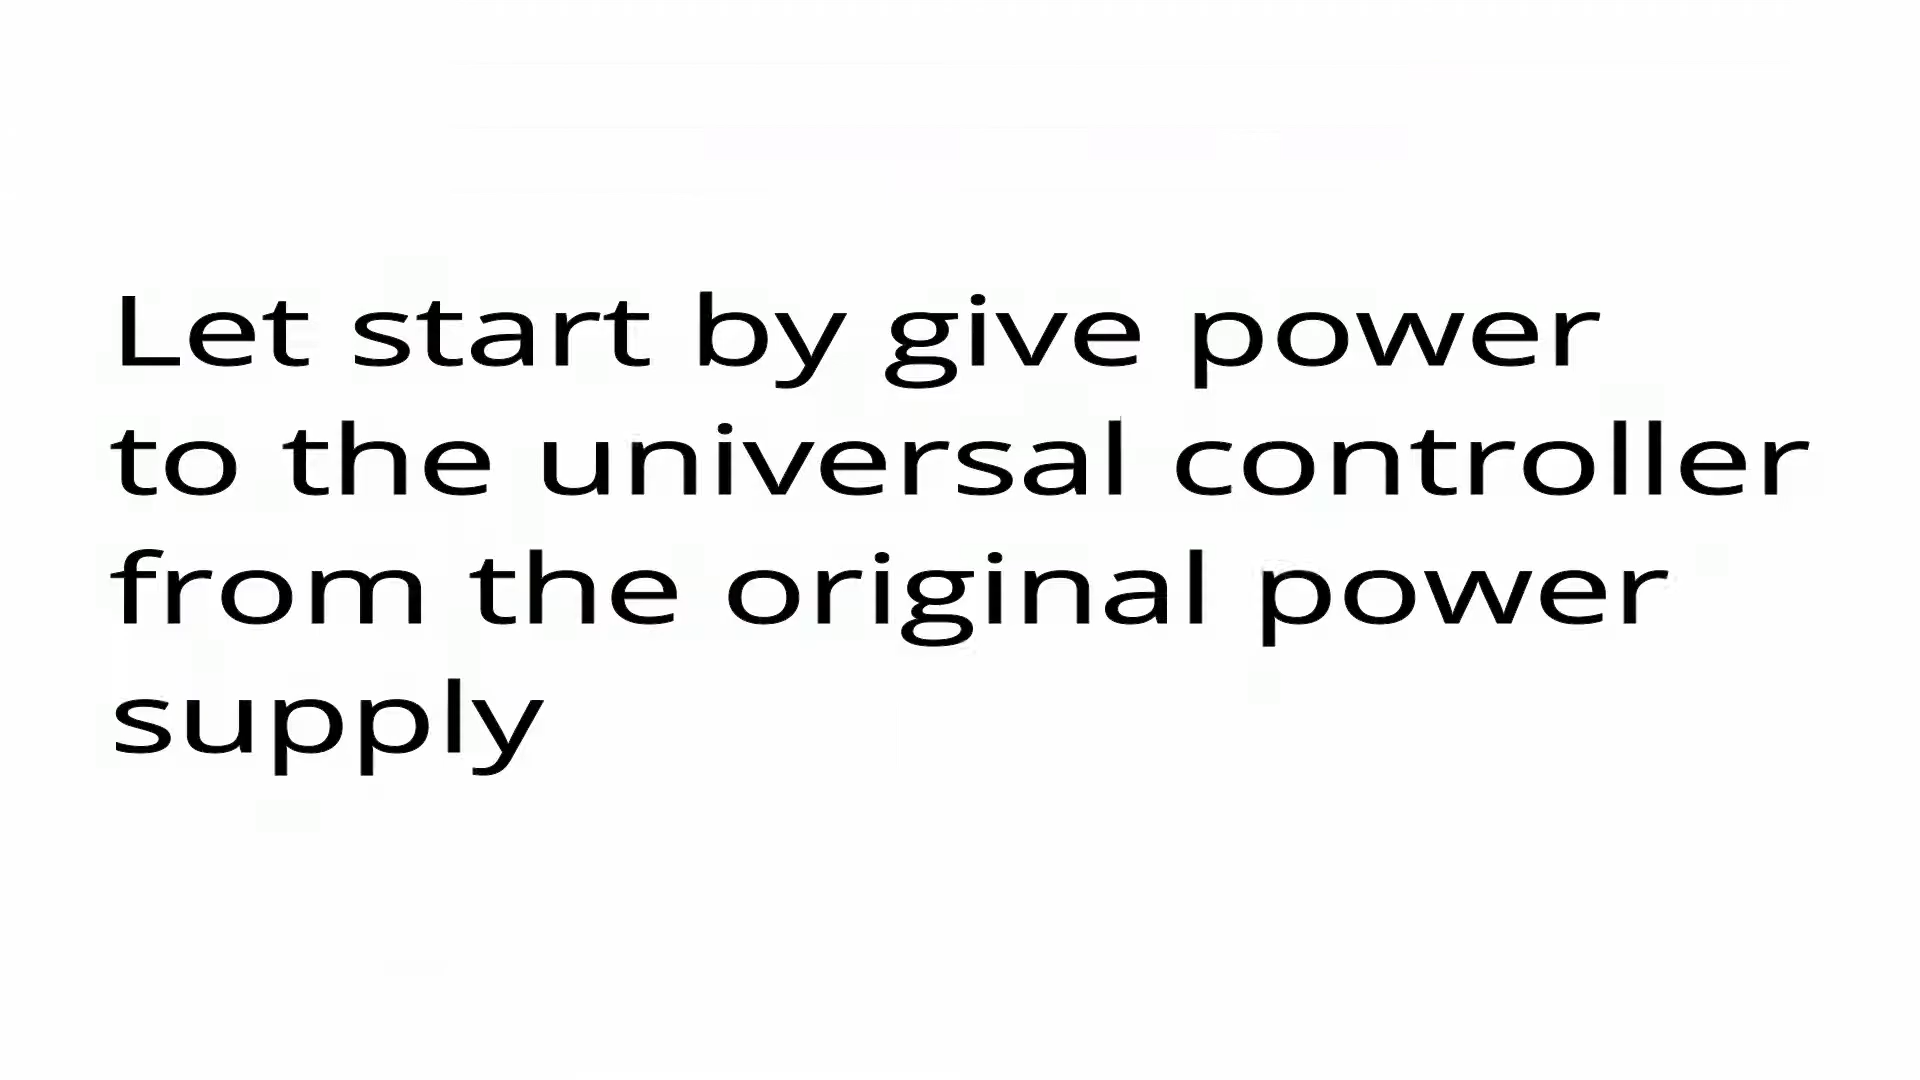 Let start by give power
to the universal controller
from the original power
supply